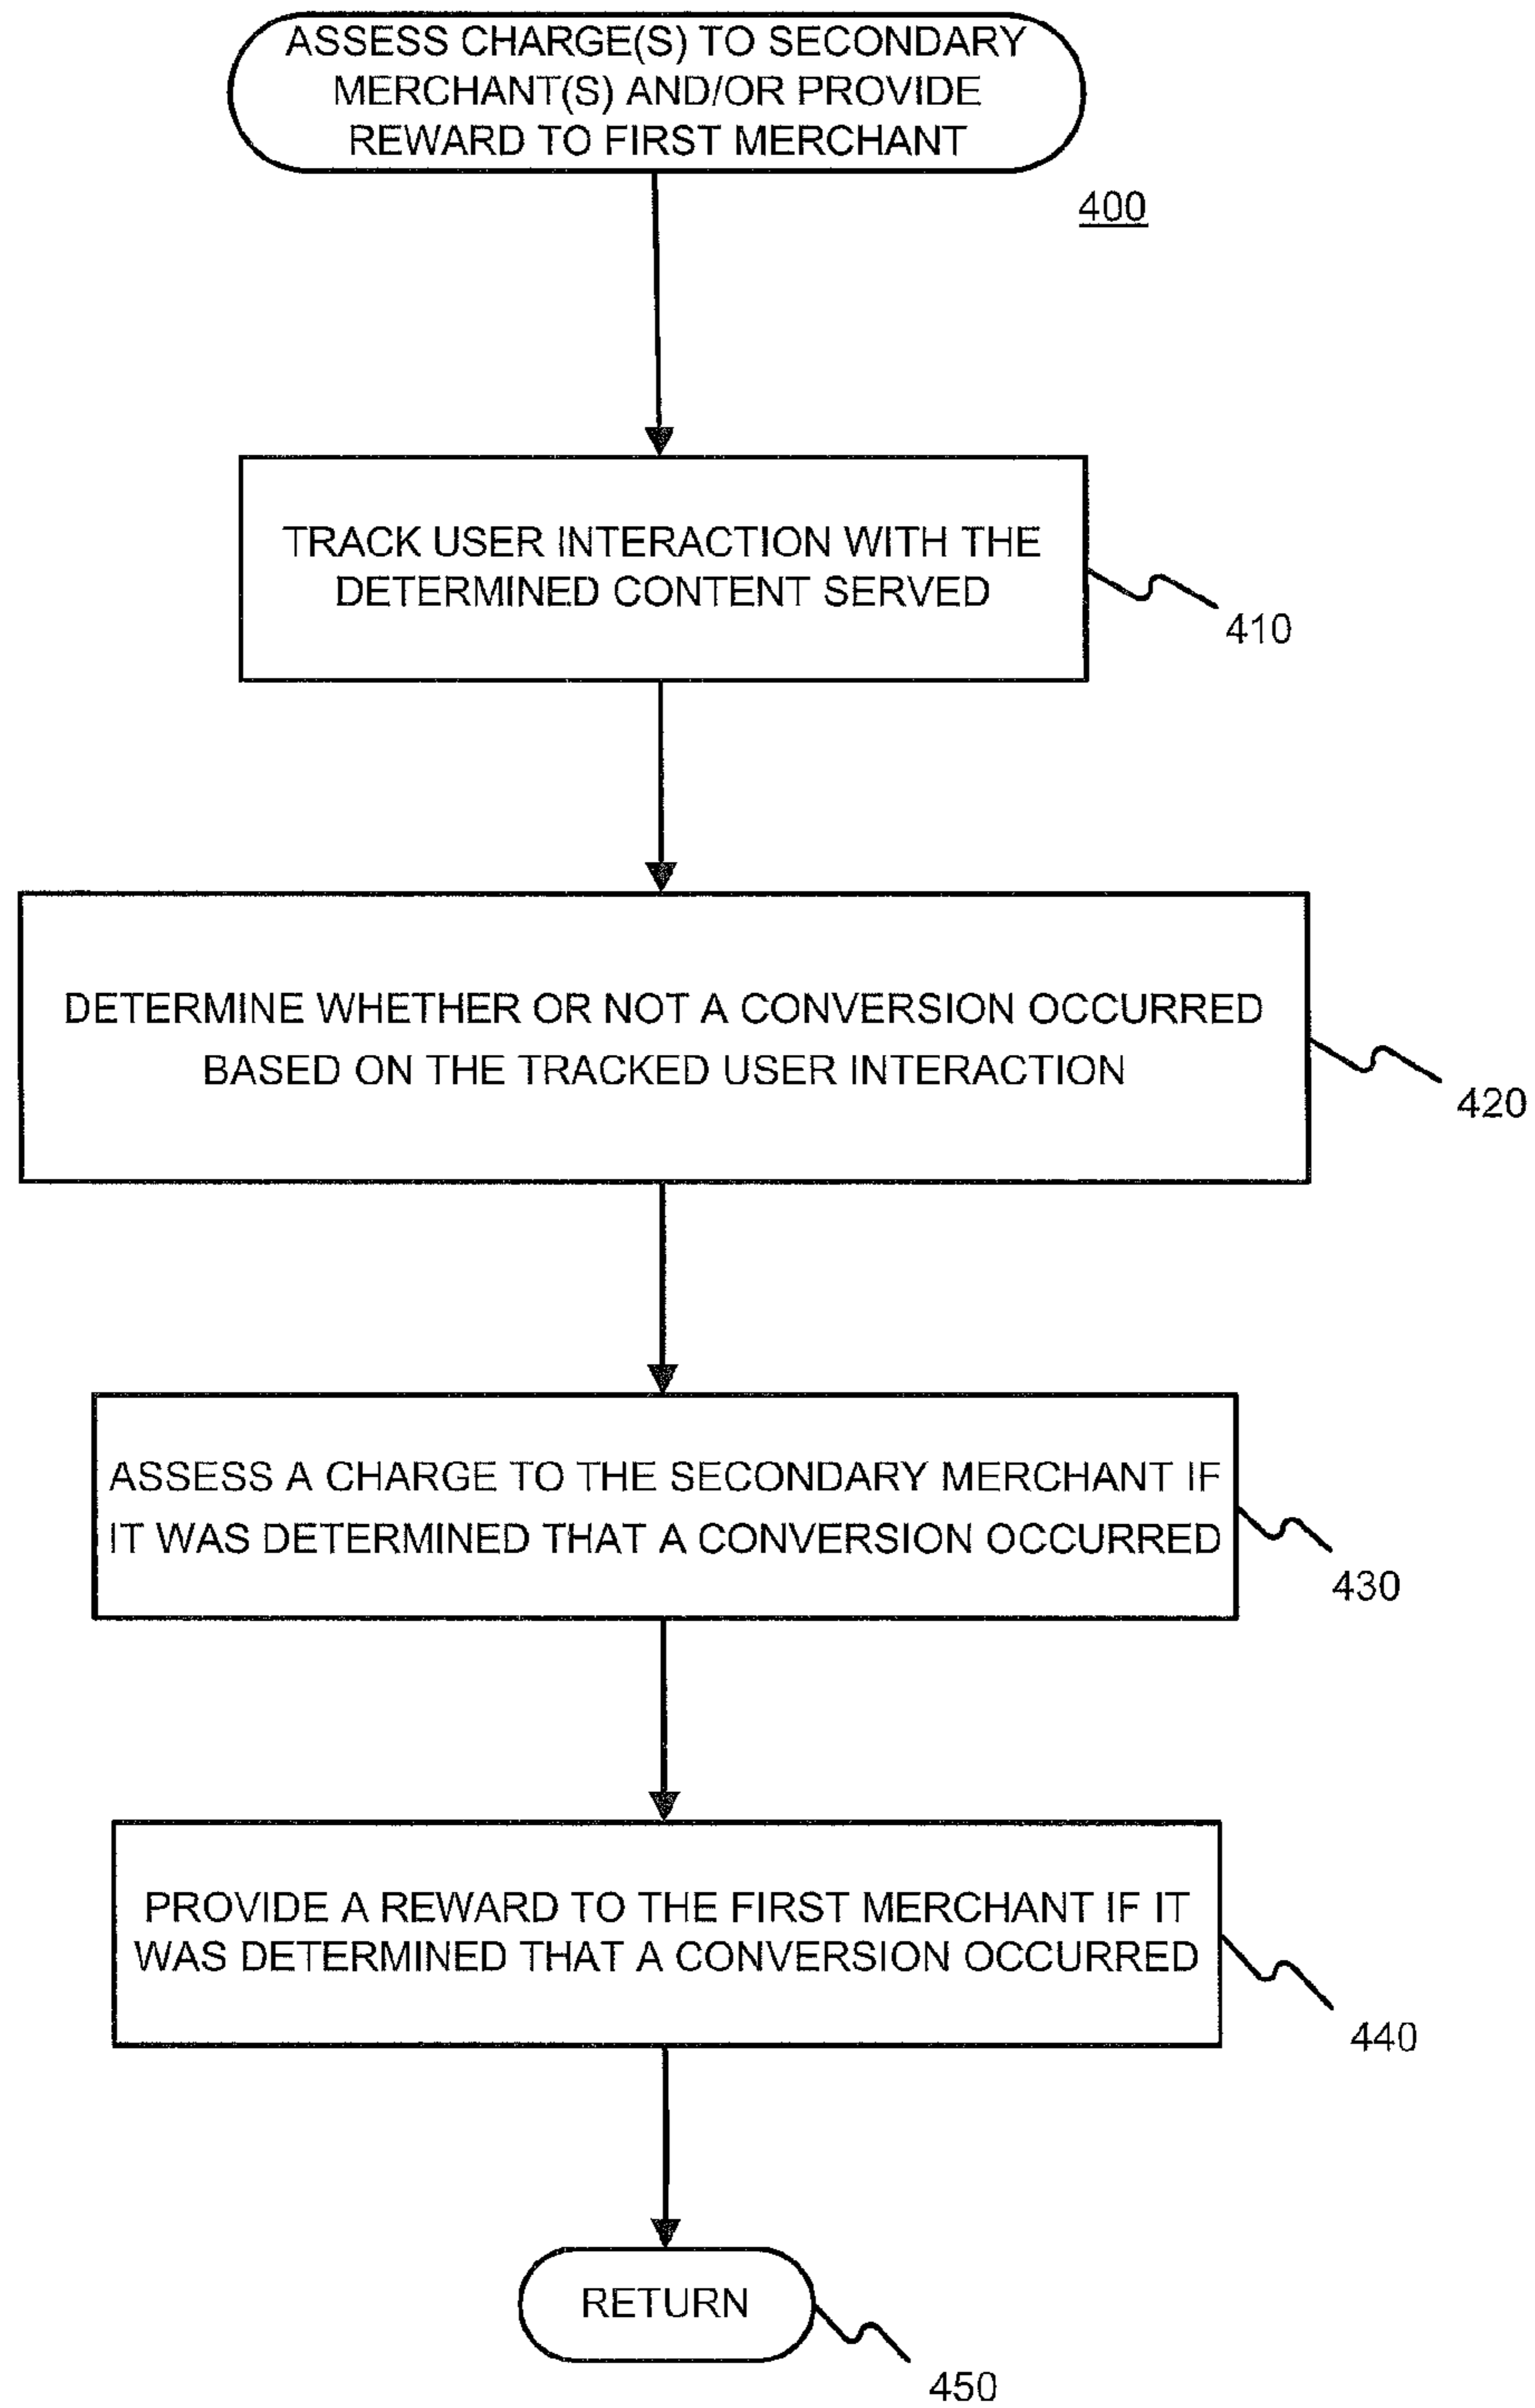 ASSESS CHARGE(S) TO SECONDARY
MERCHANT(S) AND/OR PROVIDE
REWARD TO FIRST MERCHANT
400
TRACK USER INTERACTION WITH THE
DETERMINED CONTENT SERVED
410
DETERMINE WHETHER OR NOT A CONVERSION OCCURRED
BASED ON THE TRACKED USER INTERACTION
420
ASSESS A CHARGE TO THE SECONDARY MERCHANT IF
IT WAS DETERMINED THAT A CONVERSION OCCURRED
430
PROVIDE A REWARD TO THE FIRST MERCHANT IF IT
WAS DETERMINED THAT A CONVERSION OCCURRED
440
RETURN
450